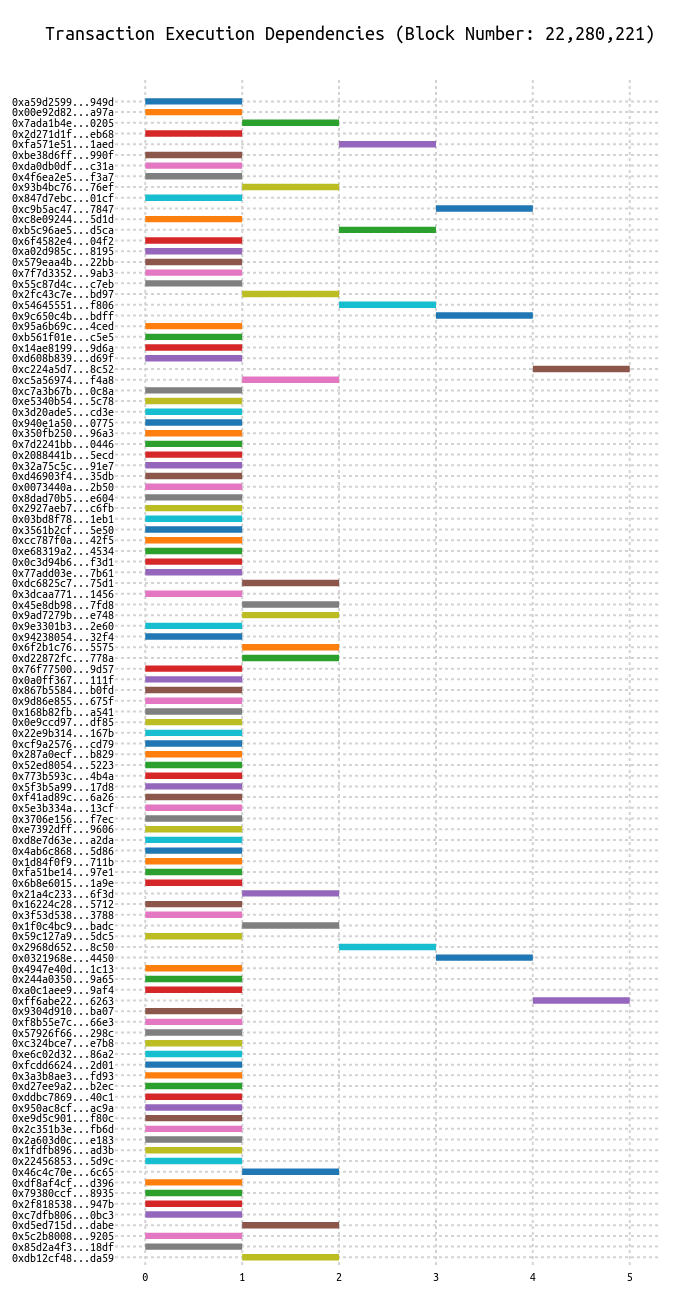 Transaction Execution Dependencies (Block Number: 22,280,221)
0xa59d2599...949d
0x00e92d82...a97a
0x7ada1b4e...0205
0x2d271d1f...eb68
0xfa571e51...1aed
0xbe38d6ff...990f
0xda0db0df...c31a
0x4f6ea2e5...f3a7
0x93b4bc76...76ef
0x847d7ebc...01cf
0xc9b5ac47...7847
0xc8e09244...5d1d
0xb5c96ae5...d5ca
0x6f4582e4...04f2
0xa02d985c...8195
0x579eaa4b...22bb
0x7f7d3352...9ab3
0x55c87d4c...c7eb
0x2fc43c7e...bd97
0x54645551...f806
0x9c650c4b...bdff
0x95a6b69c...4ced
0xb561f01e...c5e5
0x14ae8199...9d6a
0xd608b839...d69f
0xc224a5d7...8c52
0xc5a56974...f4a8
0xc7a3b67b...0c8a
0xe5340b54...5c78
0x3d20ade5...cd3e
0x940e1a50...0775
0x350fb250...96a3
0x7d2241bb...0446
0x2088441b...5ecd
0x32a75c5c...91e7
0xd46903f4...35db
0x0073440a...2b50
0x8dad70b5...e604
0x2927aeb7...c6fb
0x03bd8f78...1eb1
0x3561b2cf...5e50
0xcc787f0a...42f5
0xe68319a2...4534
0x0c3d94b6...f3d1
0x77add03e...7b61
0xdc6825c7...75d1
0x3dcaa771...1456
0x45e8db98...7fd8
0x9ad7279b...e748
0x9e3301b3...2e60
0x94238054...32f4
0x6f2b1c76...5575
0xd22872fc...778a
0x76f77500...9d57
0x0a0ff367...111f
0x867b5584...b0fd
0x9d86e855...675f
0x168b82fb...a541
0x0e9ccd97...df85
0x22e9b314...167b
0xcf9a2576...cd79
0x287a0ecf...b829
0x52ed8054...5223
0x773b593c...4b4a
0x5f3b5a99...17d8
0xf41ad89c...6a26
0x5e3b334a...13cf
0x3706e156...f7ec
0xe7392dff...9606
0xd8e7d63e...a2da
0x4ab6c868...5d86
0x1d84f0f9...711b
0xfa51be14...97e1
0x6b8e6015...1a9e
0x21a4c233...6f3d
0x16224c28...5712
0x3f53d538...3788
0x1f0c4bc9...badc
0x59c127a9...5dc5
0x2968d652...8c50
0x0321968e...4450
0x4947e40d...1c13
0x244a0350...9a65
0xa0c1aee9...9af4
0xff6abe22...6263
0x9304d910...ba07
0xf8b55e7c...66e3
0x57926f66...298c
0xc324bce7...e7b8
0xe6c02d32...86a2
0xfcdd6624...2d01
0x3a3b8ae3...fd93
0xd27ee9a2...b2ec
0xddbc7869...40c1
0x950ac8cf...ac9a
0xe9d5c901...f80c
0x2c351b3e...fb6d
0x2a603d0c...e183
0x1fdfb896...ad3b
0x22456853...5d9c
0x46c4c70e...6c65
0xdf8af4cf...d396
0x79380ccf...8935
0x2f818538...947b
0xc7dfb806...0bc3
0xd5ed715d...dabe
0x5c2b8008...9205
0x85d2a4f3...18df
0xdb12cf48...da59
0 1 2 3 4 5